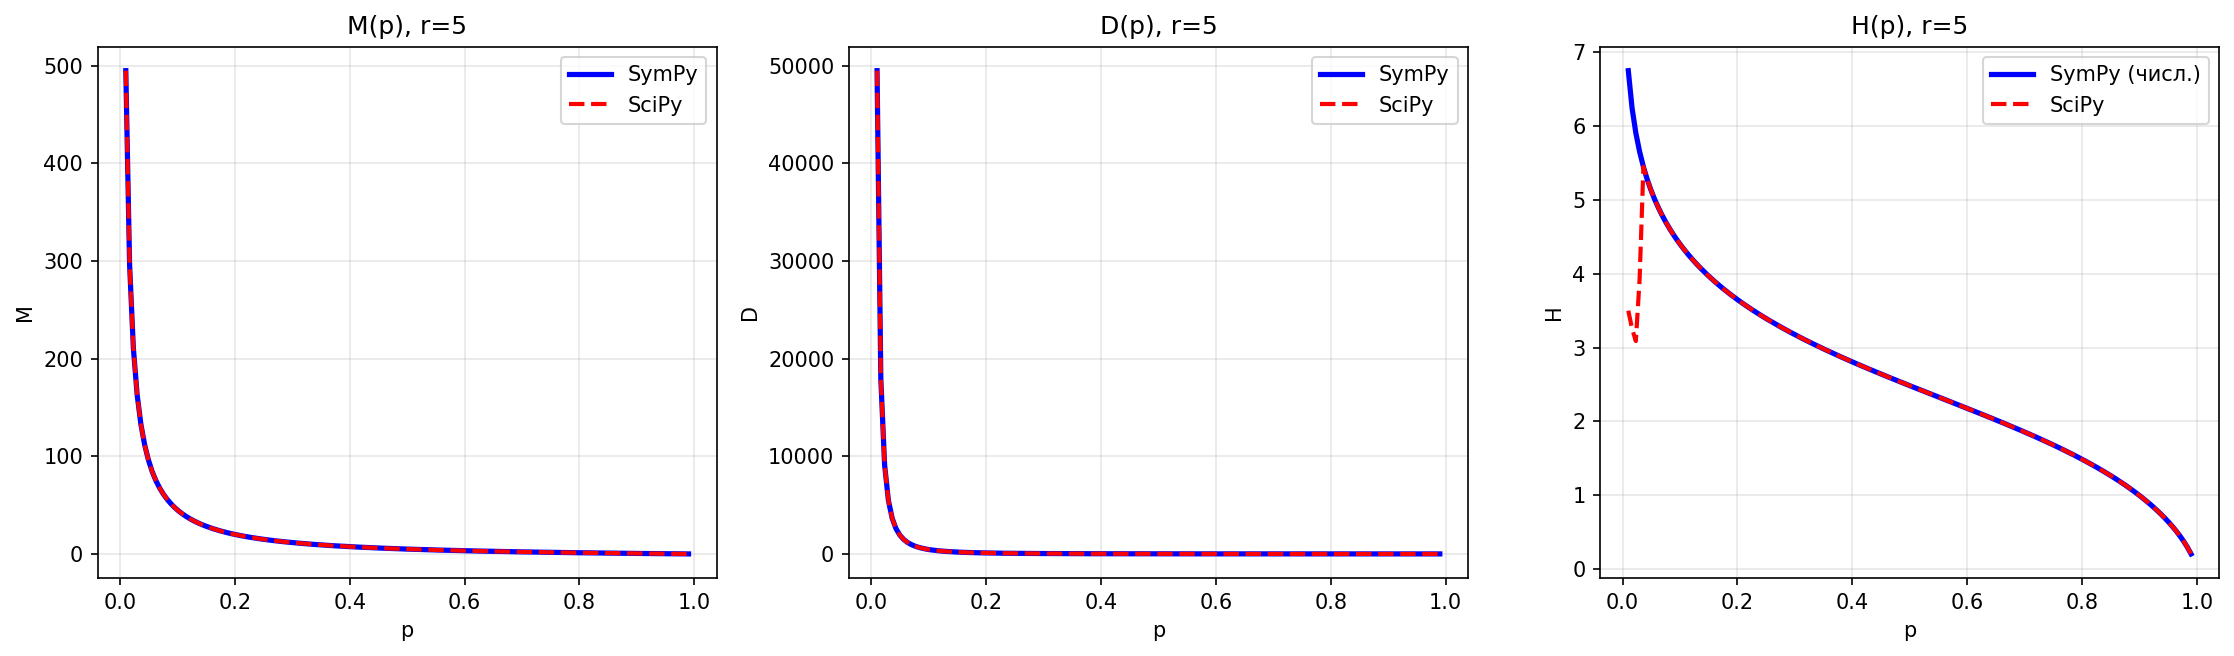 M(p), r=5
500
400
300
200
100
0
M
0.0 0.2 0.4 0.6 0.8 1.0
p
SymPy
SciPy
D(p), r=5
50000
40000
30000
20000
10000
0
D
0.0 0.2 0.4 0.6 0.8 1.0
p
SymPy
SciPy
H(p), r=5
7
6
5
4
3
2
1
0
H
0.0 0.2 0.4 0.6 0.8 1.0
p
SymPy (числ.)
SciPy